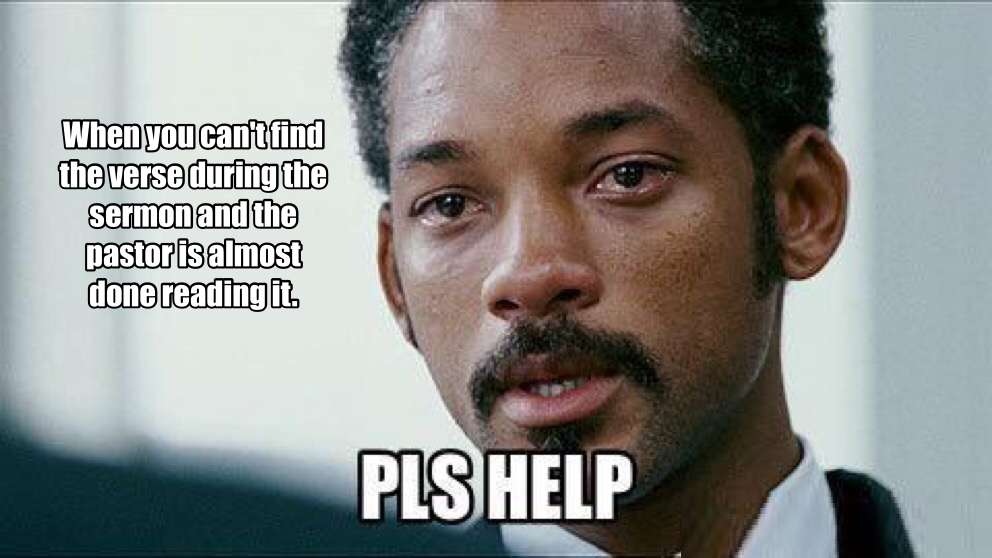 When you can't find
the verse during the
sermon and the
pastor is almost
done reading it.
PLS HELP